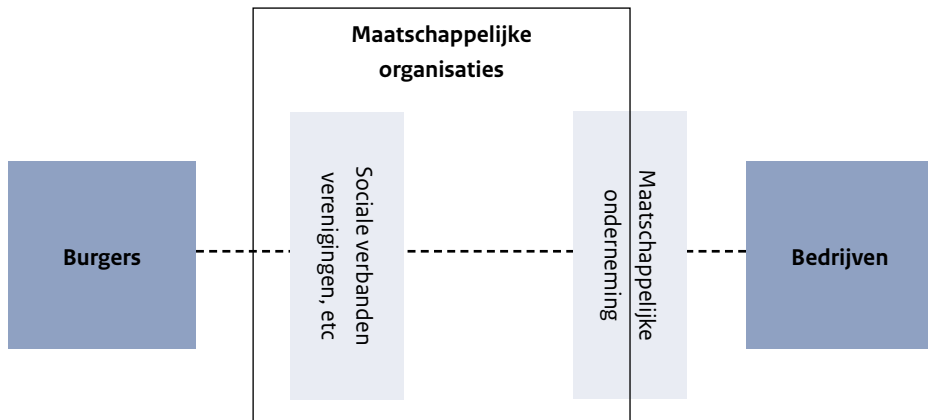 Maatschappelijke
organisaties
Burgers
Sociale verbanden
verenigingen, etc
Maatschappelijke
onderneming
Bedrijven